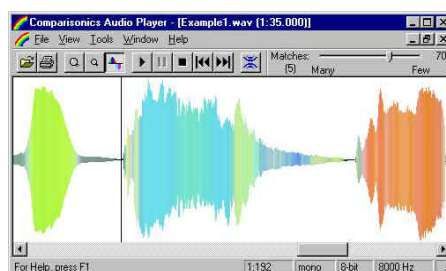 Comparisonics Audio Player - [Example1.wav (1:35.000)]
File View Tools Window Help
Matches: 70
(5) Many Few
For Help, press F1 1:192 mono 8-bit 8000 Hz